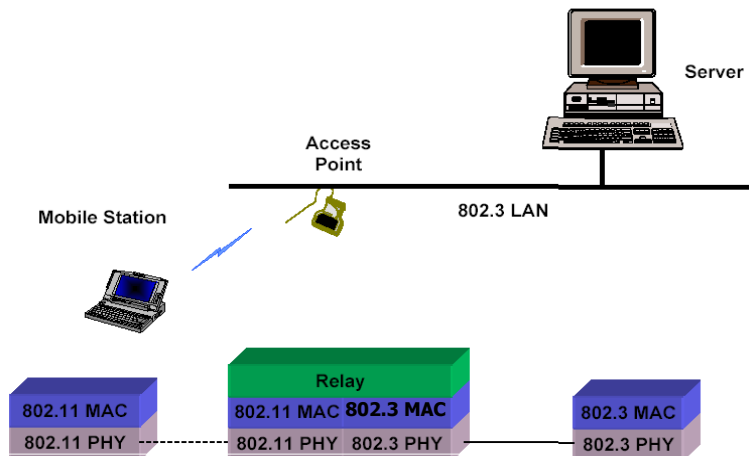 Server
Access
Point
802.3 LAN
Mobile Station
Relay
802.11 MAC
802.11 MAC 802.3 MAC
802.3 MAC
802.11 PHY
802.11 PHY 802.3 PHY
802.3 PHY